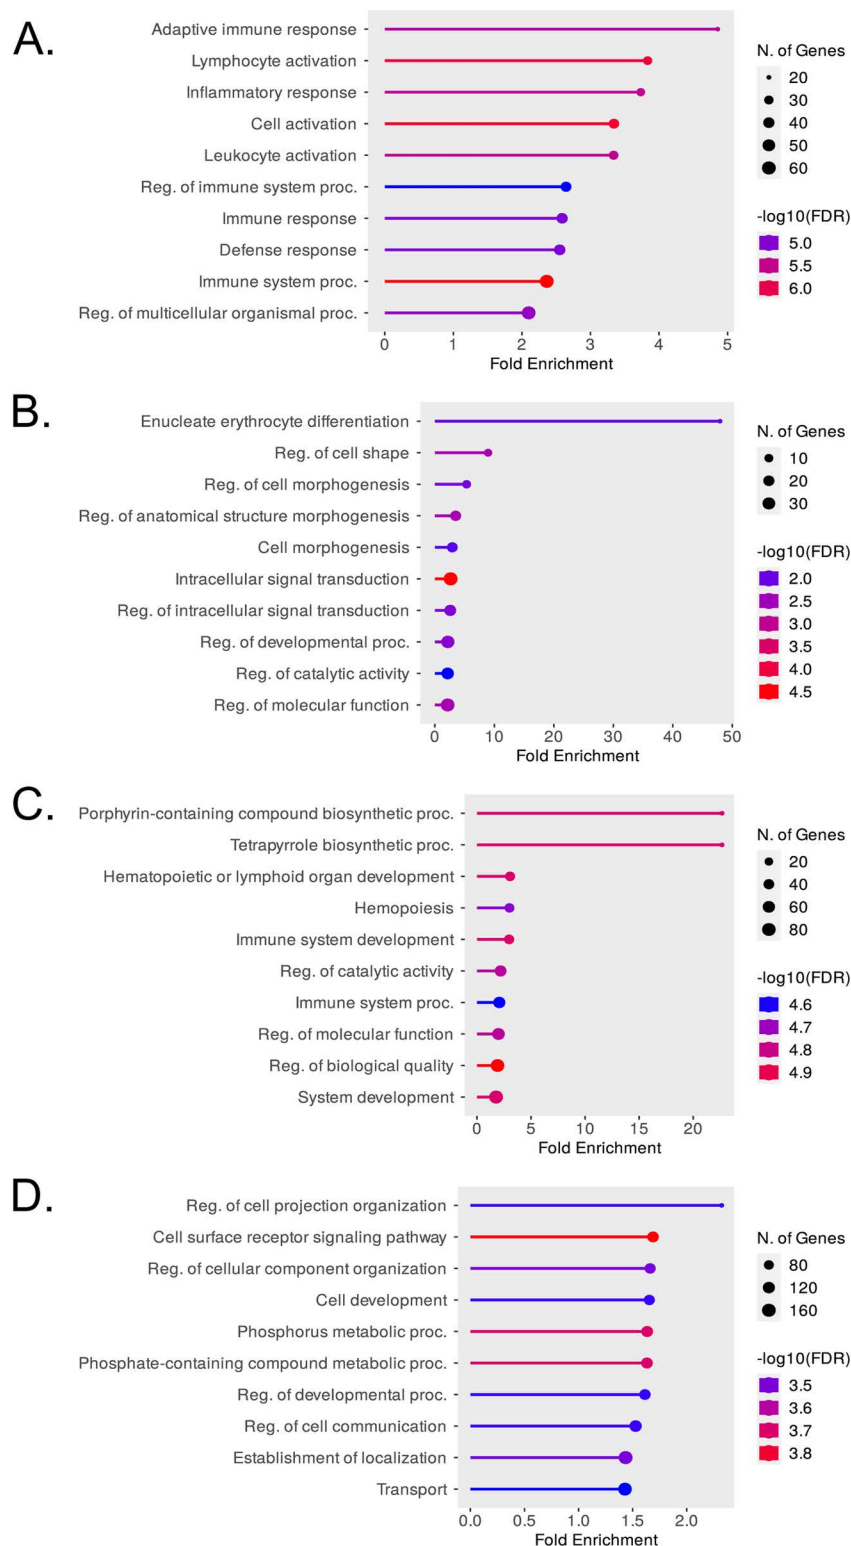 A.
Adaptive immune response
Lymphocyte activation
Inflammatory response
Cell activation
Leukocyte activation
Reg. of immune system proc.
Immune response
Defense response
Immune system proc.
Reg. of multicellular organismal proc.
0 1 2 3 4 5
Fold Enrichment
N. of Genes
20
30
40
50
60
-log10(FDR)
5.0
5.5
6.0
B.
Enucleate erythrocyte differentiation
Reg. of cell shape
Reg. of cell morphogenesis
Reg. of anatomical structure morphogenesis
Cell morphogenesis
Intracellular signal transduction
Reg. of intracellular signal transduction
Reg. of developmental proc.
Reg. of catalytic activity
Reg. of molecular function
0 10 20 30 40 50
Fold Enrichment
N. of Genes
10
20
30
-log10(FDR)
2.0
2.5
3.0
3.5
4.0
4.5
C.
Porphyrin-containing compound biosynthetic proc.
Tetrapyrrole biosynthetic proc.
Hematopoietic or lymphoid organ development
Hemopoiesis
Immune system development
Reg. of catalytic activity
Immune system proc.
Reg. of molecular function
Reg. of biological quality
System development
0 5 10 15 20
Fold Enrichment
N. of Genes
20
40
60
80
-log10(FDR)
4.6
4.7
4.8
4.9
D.
Reg. of cell projection organization
Cell surface receptor signaling pathway
Reg. of cellular component organization
Cell development
Phosphorus metabolic proc.
Phosphate-containing compound metabolic proc.
Reg. of developmental proc.
Reg. of cell communication
Establishment of localization
Transport
0.0 0.5 1.0 1.5 2.0
Fold Enrichment
N. of Genes
80
120
160
-log10(FDR)
3.5
3.6
3.7
3.8